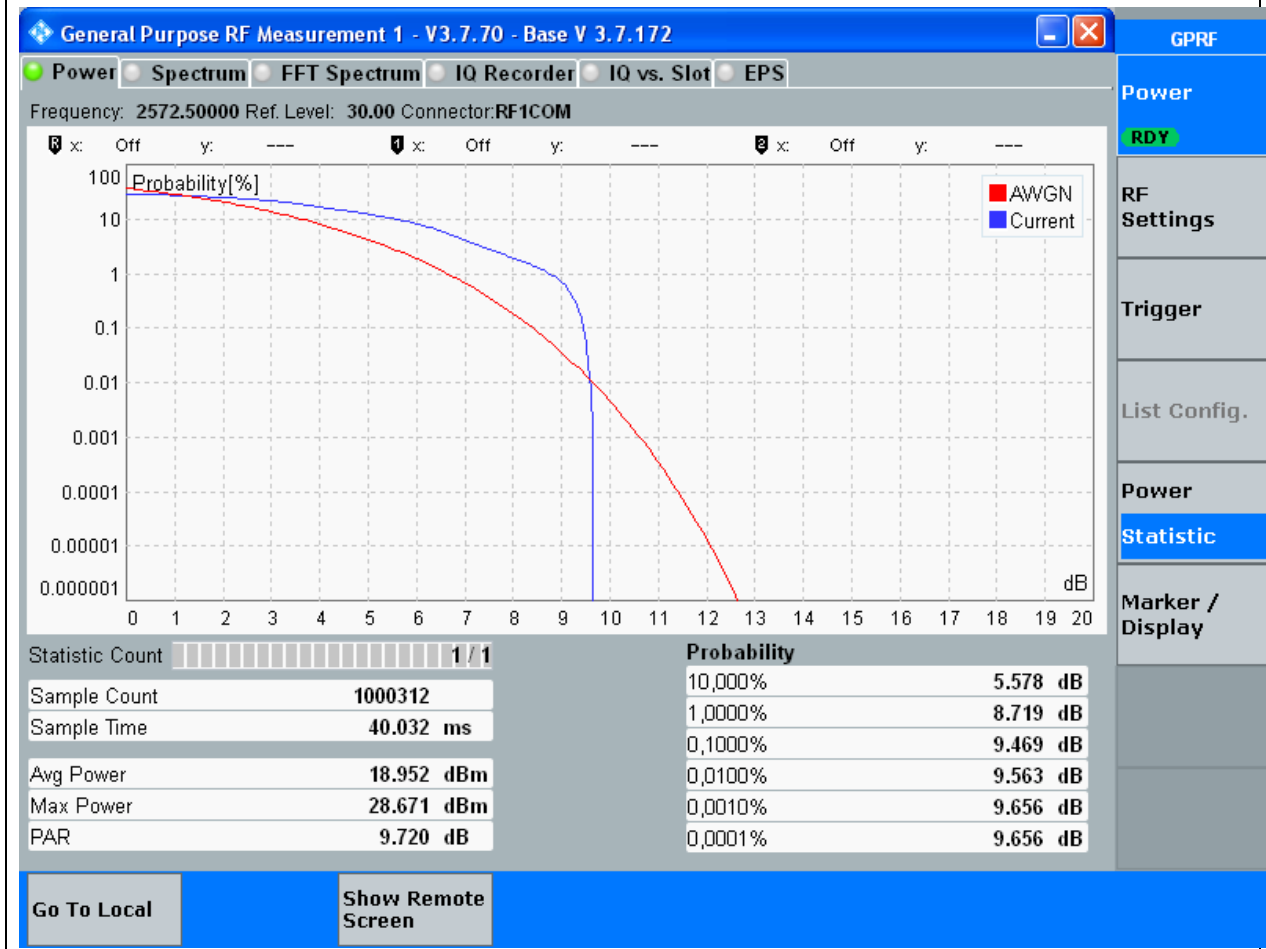 General Purpose RF Measurement 1 - V3.7.70 - Base V 3.7.172
GPRF
Power Spectrum FFT Spectrum IQ Recorder IQ vs. Slot EPS
Frequency: 2572.50000 Ref. Level: 30.00 Connector:RF1COM
R x: Off y: --- 1 x: Off y: --- 2 x: Off y: ---
Probability[%]
AWGN
Current
100
10
1
0.1
0.01
0.001
0.0001
0.00001
0.000001
dB
0 1 2 3 4 5 6 7 8 9 10 11 12 13 14 15 16 17 18 19 20
Statistic Count 1 / 1
Sample Count 1000312
Sample Time 40.032 ms
Avg Power 18.952 dBm
Max Power 28.671 dBm
PAR 9.720 dB
Probability
10,000% 5.578 dB
1,0000% 8.719 dB
0,1000% 9.469 dB
0,0100% 9.563 dB
0,0010% 9.656 dB
0,0001% 9.656 dB
Power
RDY
RF
Settings
Trigger
List Config.
Power
Statistic
Marker /
Display
Go To Local
Show Remote
Screen